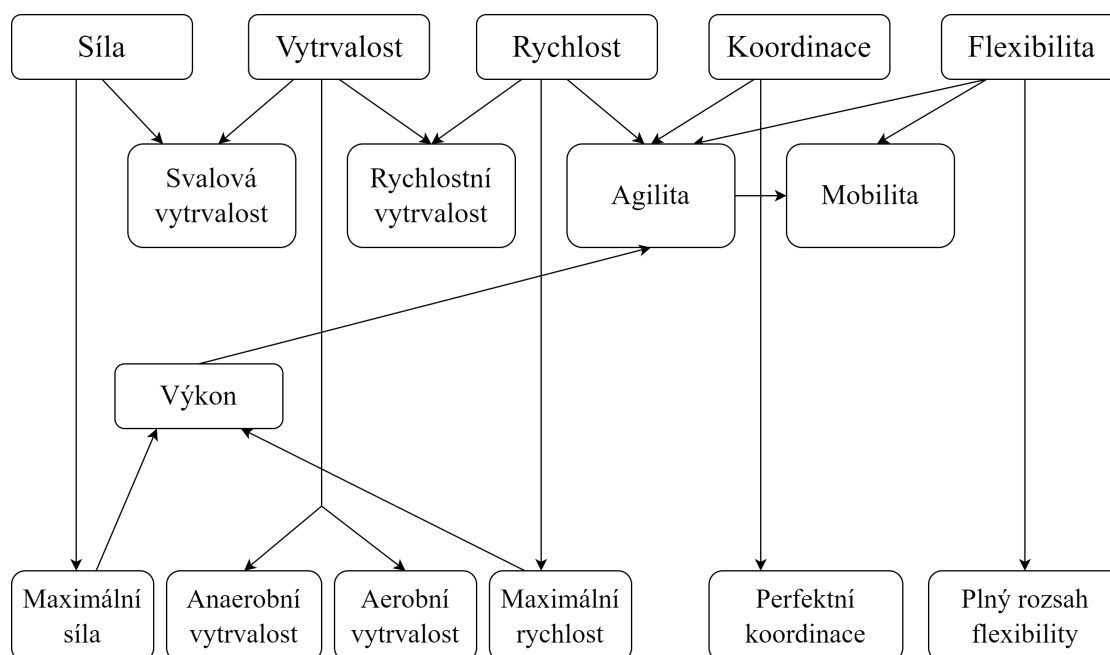 Síla
Vytrvalost
Rychlost
Koordinace
Flexibilita
Svalová
vytrvalost
Rychlostní
vytrvalost
Agilita
Mobilita
Výkon
Maximální
síla
Anaerobní
vytrvalost
Aerobní
vytrvalost
Maximální
rychlost
Perfektní
koordinace
Plný rozsah
flexibility